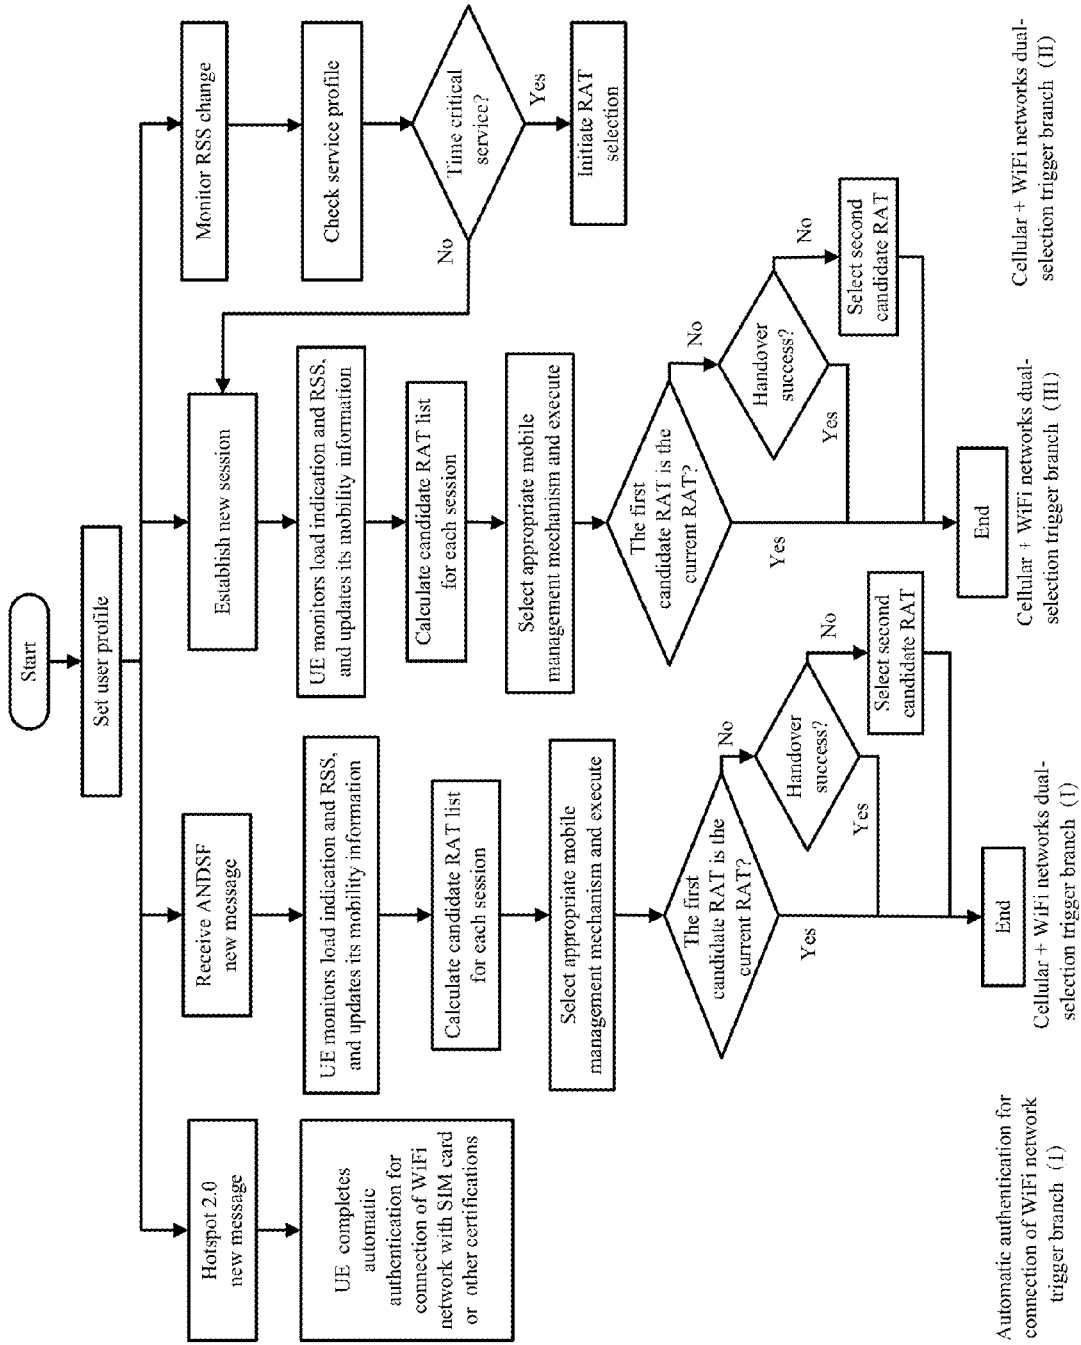 Start
Set user profile
Hotspot 2.0
new message
UE completes
automatic
authentication for
connection of WiFi
network with SIM card
or other certifications
Automatic authentication for
connection of WiFi network
trigger branch (1)
Receive ANDSF
new message
UE monitors load indication and RSS,
and updates its mobility information
Calculate candidate RAT list
for each session
Select appropriate mobile
management mechanism and execute
The first
candidate RAT is the
current RAT?
No
Yes
Handover
success?
No
Yes
Select second
candidate RAT
End
Cellular + WiFi networks dual-
selection trigger branch (I)
Establish new session
UE monitors load indication and RSS,
and updates its mobility information
Calculate candidate RAT list
for each session
Select appropriate mobile
management mechanism and execute
The first
candidate RAT is the
current RAT?
No
Yes
Handover
success?
No
Yes
Select second
candidate RAT
End
Cellular + WiFi networks dual-
selection trigger branch (III)
Monitor RSS change
Check service profile
Time critical
service?
No
Yes
Initiate RAT
selection
Cellular + WiFi networks dual-
selection trigger branch (II)